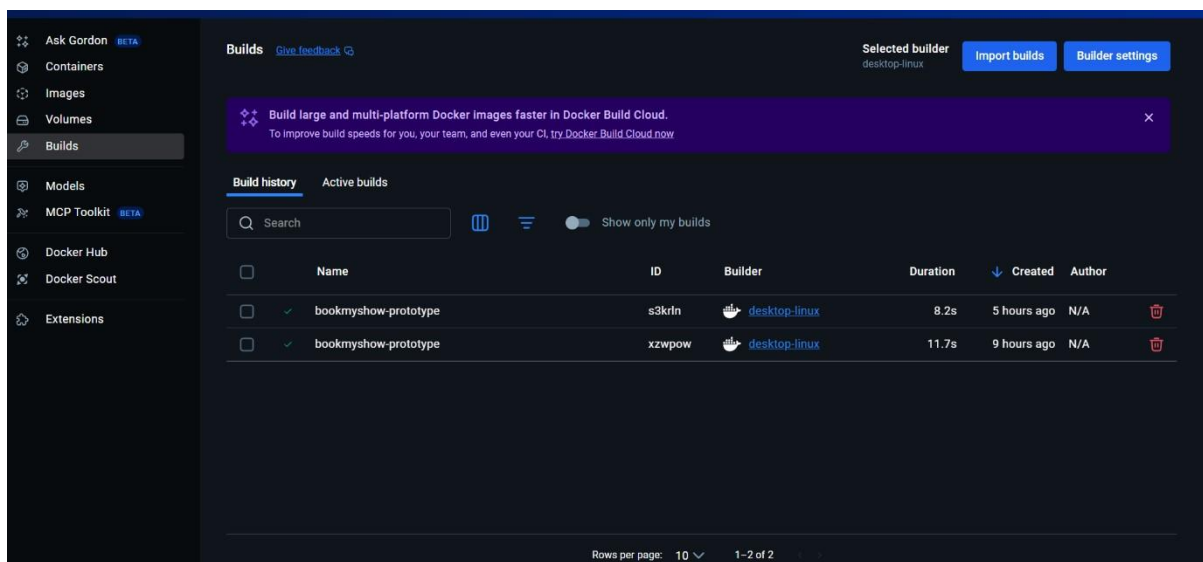 Ask Gordon BETA
Containers
Images
Volumes
Builds
Models
MCP Toolkit BETA
Docker Hub
Docker Scout
Extensions
Builds Give feedback
Selected builder
desktop-linux
Import builds
Builder settings
Build large and multi-platform Docker images faster in Docker Build Cloud.
To improve build speeds for you, your team, and even your CI, try Docker Build Cloud now
Build history Active builds
Search
Show only my builds
Name ID Builder Duration Created Author
bookmyshow-prototype s3krln desktop-linux 8.2s 5 hours ago N/A
bookmyshow-prototype xzwpow desktop-linux 11.7s 9 hours ago N/A
Rows per page: 10 1–2 of 2